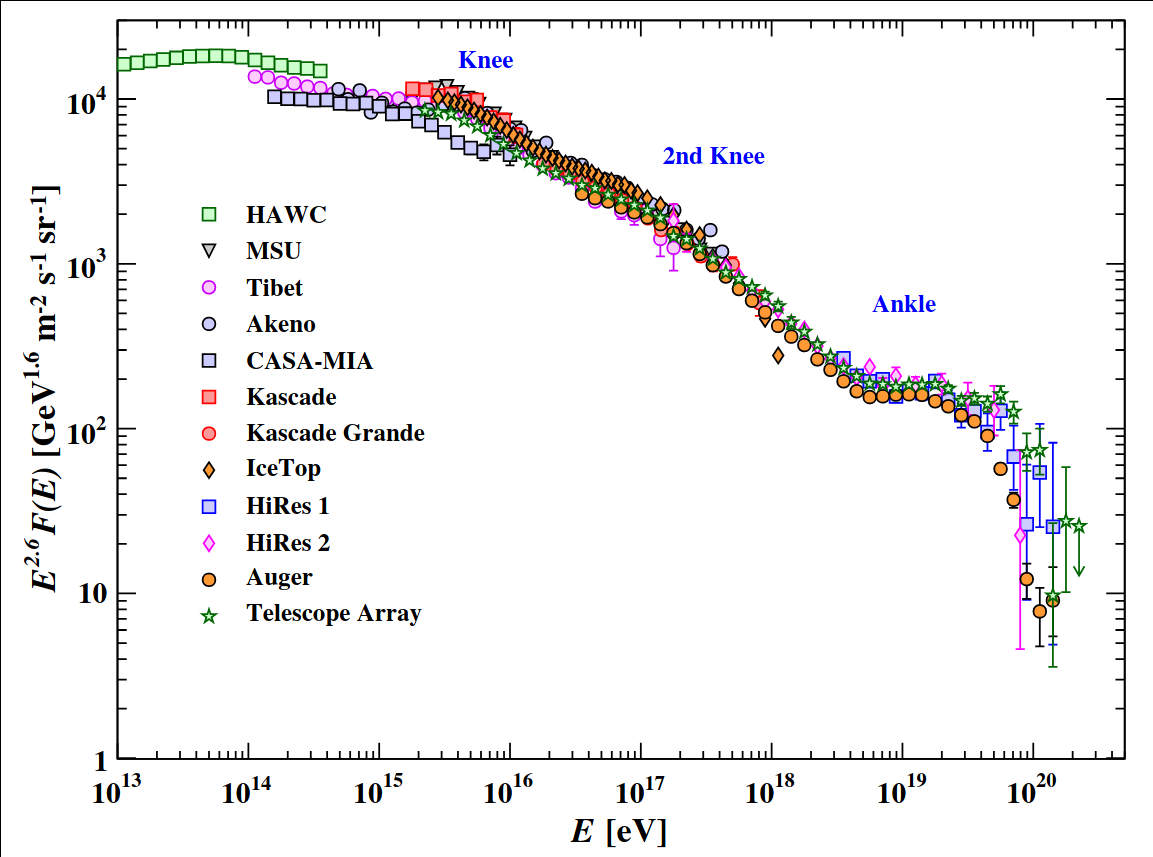 Knee
2nd Knee
Ankle
HAWC
MSU
Tibet
Akeno
CASA-MIA
Kascade
Kascade Grande
IceTop
HiRes 1
HiRes 2
Auger
Telescope Array
E^2.6 F(E) [GeV^1.6 m^-2 s^-1 sr^-1]
10^4
10^3
10^2
10
1
10^13 10^14 10^15 10^16 10^17 10^18 10^19 10^20
E [eV]